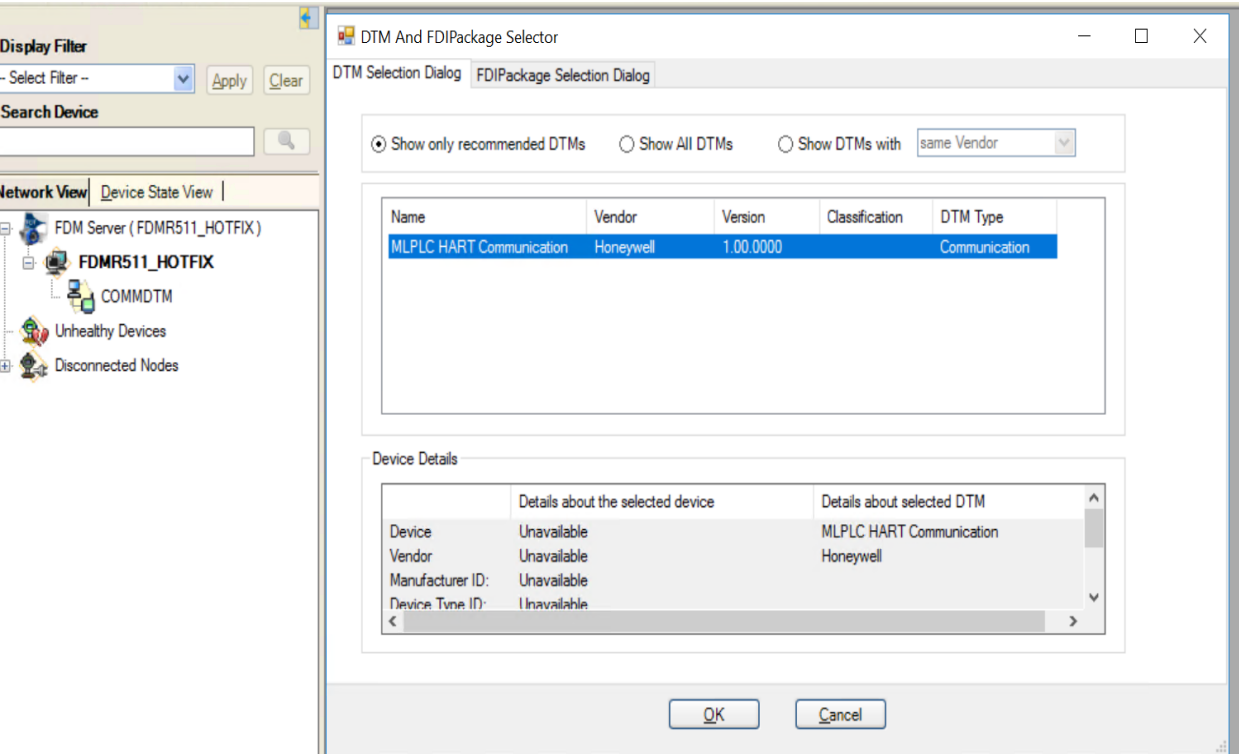 Display Filter
-- Select Filter --
Apply
Clear
Search Device
Network View
Device State View
FDM Server ( FDMR511_HOTFIX )
FDMR511_HOTFIX
COMMDTM
Unhealthy Devices
Disconnected Nodes
DTM And FDIPackage Selector
DTM Selection Dialog FDIPackage Selection Dialog
Show only recommended DTMs Show All DTMs Show DTMs with same Vendor
Name Vendor Version Classification DTM Type
MLPLC HART Communication Honeywell 1.00.0000 Communication
Device Details
Details about the selected device Details about selected DTM
Device Unavailable MLPLC HART Communication
Vendor Unavailable Honeywell
Manufacturer ID: Unavailable
Device Type ID: Unavailable
OK Cancel